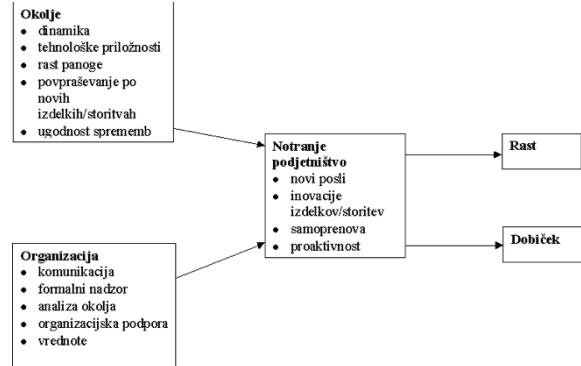 Okolje
• dinamika
• tehnološke priložnosti
• rast panoge
• povpraševanje po
novih
izdelkih/storitvah
• ugodnost sprememb
Notranje
podjetništvo
• novi posli
• inovacije
izdelkov/storitev
• samoprenova
• proaktivnost
Rast
Dobiček
Organizacija
• komunikacija
• formalni nadzor
• analiza okolja
• organizacijska podpora
• vrednote